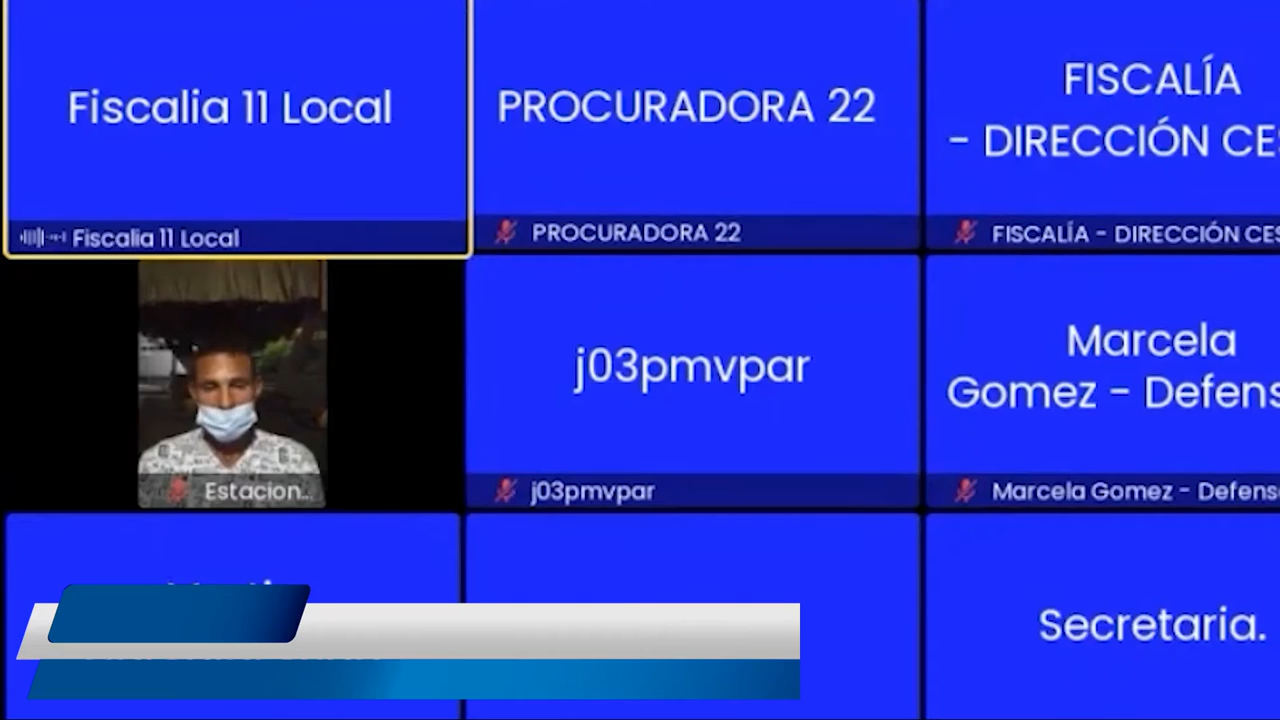 Fiscalia 11 Local
PROCURADORA 22
FISCALÍA
- DIRECCIÓN CES
Fiscalia 11 Local
PROCURADORA 22
FISCALÍA - DIRECCIÓN CES
j03pmvpar
Marcela
Gomez - Defens
Estacion...
j03pmvpar
Marcela Gomez - Defens
Secretaria.